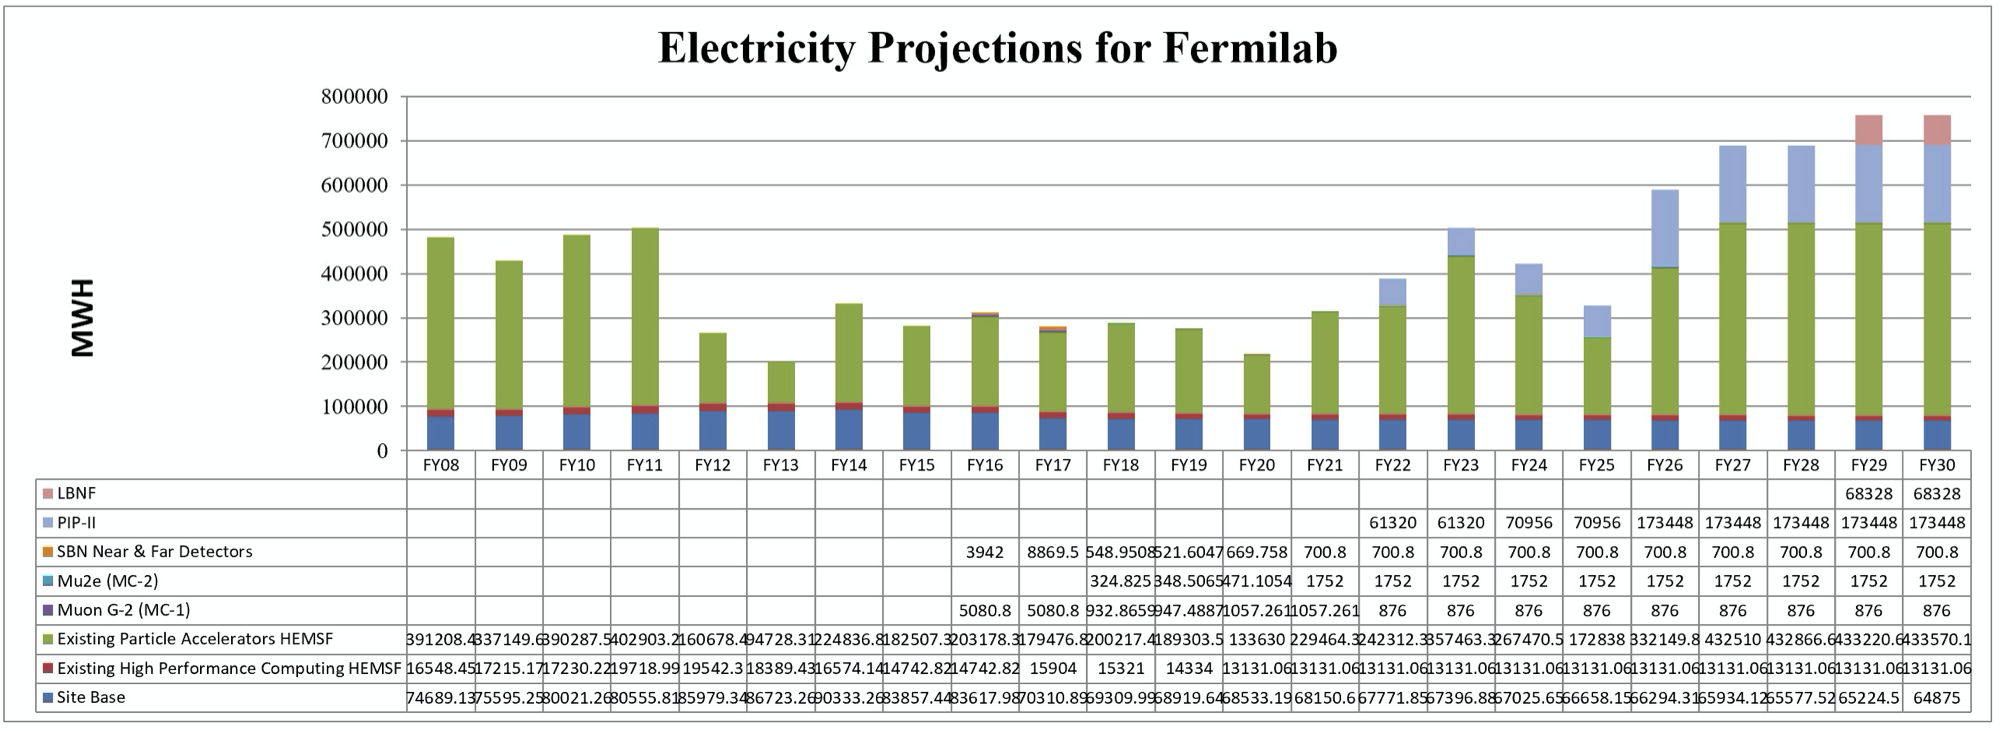 Electricity Projections for Fermilab
MWH
800000
700000
600000
500000
400000
300000
200000
100000
0
FY08 FY09 FY10 FY11 FY12 FY13 FY14 FY15 FY16 FY17 FY18 FY19 FY20 FY21 FY22 FY23 FY24 FY25 FY26 FY27 FY28 FY29 FY30
LBNF 68328 68328
PIP-II 61320 61320 70956 70956 173448 173448 173448 173448 173448
SBN Near & Far Detectors 3942 8869.5 548.9508 521.6047 669.758 700.8 700.8 700.8 700.8 700.8 700.8 700.8 700.8 700.8 700.8
Mu2e (MC-2) 324.825 348.5065 471.1054 1752 1752 1752 1752 1752 1752 1752 1752 1752 1752
Muon G-2 (MC-1) 5080.8 5080.8 932.8659 947.4887 1057.261 1057.261 876 876 876 876 876 876 876 876 876
Existing Particle Accelerators HEMSF 391208.4 337149.6 390287.5 402903.2 160678.4 94728.31 224836.8 182507.3 203178.3 179476.8 200217.4 189303.5 133630 229464.3 242312.3 357463.3 267470.5 172838 332149.8 432510 432866.6 433220.6 433570.1
Existing High Performance Computing HEMSF 16548.45 17215.17 17230.22 19718.99 19542.3 18389.43 16574.14 14742.82 14742.82 15904 15321 14334 13131.06 13131.06 13131.06 13131.06 13131.06 13131.06 13131.06 13131.06 13131.06 13131.06 13131.06
Site Base 74689.13 75595.25 80021.26 80555.81 85979.34 86723.26 90333.26 83857.44 83617.98 70310.89 69309.99 68919.64 68533.19 68150.6 67771.85 67396.88 67025.65 66658.15 66294.31 65934.12 65577.52 65224.5 64875